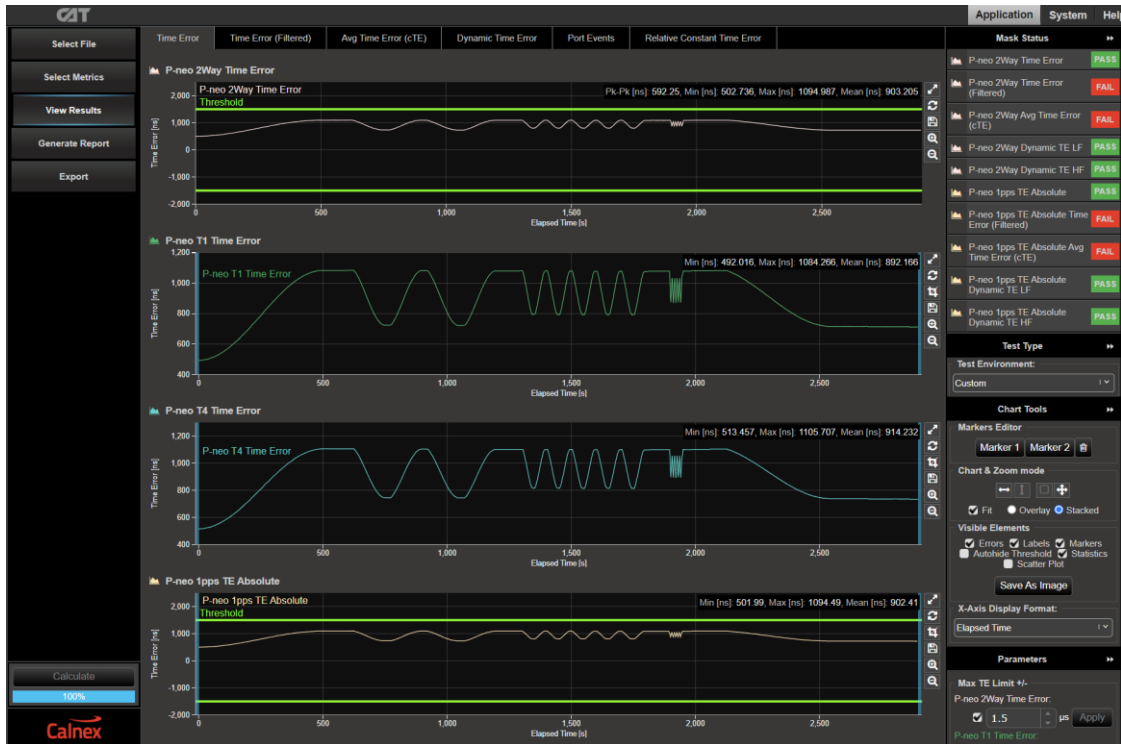 CAT
Application System Help
Select File
Select Metrics
View Results
Generate Report
Export
Calculate
100%
Calnex
Time Error Time Error (Filtered) Avg Time Error (cTE) Dynamic Time Error Port Events Relative Constant Time Error
P-neo 2Way Time Error
P-neo 2Way Time Error
Threshold
Pk-Pk [ns]: 592.25, Min [ns]: 502.736, Max [ns]: 1094.987, Mean [ns]: 903.205
Time Error [ns]
2,000
1,000
0
-1,000
-2,000
0 500 1,000 1,500 2,000 2,500
Elapsed Time [s]
P-neo T1 Time Error
P-neo T1 Time Error
Min [ns]: 492.016, Max [ns]: 1084.266, Mean [ns]: 892.166
Time Error [ns]
1,200
1,000
800
600
400
0 500 1,000 1,500 2,000 2,500
Elapsed Time [s]
P-neo T4 Time Error
P-neo T4 Time Error
Min [ns]: 513.457, Max [ns]: 1105.707, Mean [ns]: 914.232
Time Error [ns]
1,200
1,000
800
600
400
0 500 1,000 1,500 2,000 2,500
Elapsed Time [s]
P-neo 1pps TE Absolute
P-neo 1pps TE Absolute
Threshold
Min [ns]: 501.99, Max [ns]: 1094.49, Mean [ns]: 902.41
Time Error [ns]
2,000
1,000
0
-1,000
-2,000
0 500 1,000 1,500 2,000 2,500
Elapsed Time [s]
Mask Status
P-neo 2Way Time Error PASS
P-neo 2Way Time Error
(Filtered) FAIL
P-neo 2Way Avg Time Error
(cTE) FAIL
P-neo 2Way Dynamic TE LF PASS
P-neo 2Way Dynamic TE HF PASS
P-neo 1pps TE Absolute PASS
P-neo 1pps TE Absolute Time
Error (Filtered) FAIL
P-neo 1pps TE Absolute Avg
Time Error (cTE) FAIL
P-neo 1pps TE Absolute
Dynamic TE LF PASS
P-neo 1pps TE Absolute
Dynamic TE HF PASS
Test Type
Test Environment:
Custom
Chart Tools
Markers Editor
Marker 1 Marker 2
Chart & Zoom mode
Fit Overlay Stacked
Visible Elements
Errors Labels Markers
Autohide Threshold Statistics
Scatter Plot
Save As Image
X-Axis Display Format:
Elapsed Time
Parameters
Max TE Limit +/-
P-neo 2Way Time Error:
1.5 µs Apply
P-neo T1 Time Error: